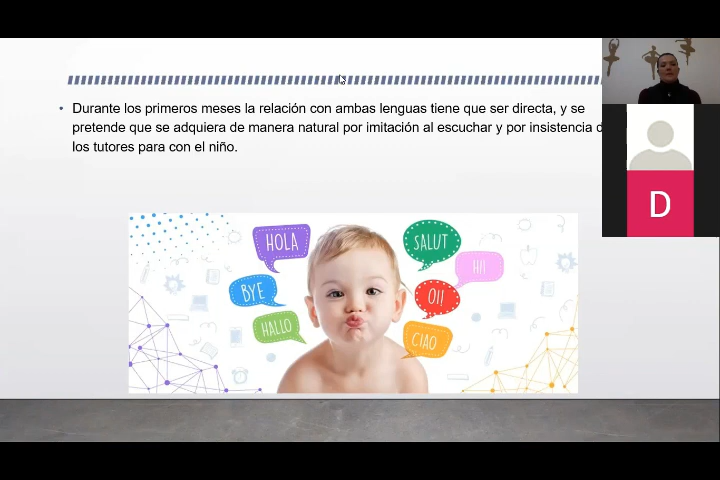 Durante los primeros meses la relación con ambas lenguas tiene que ser directa, y se
pretende que se adquiera de manera natural por imitación al escuchar y por insistencia
los tutores para con el niño.
HOLA
SALUT
HI!
BYE
OI!
HALLO
CIAO
D